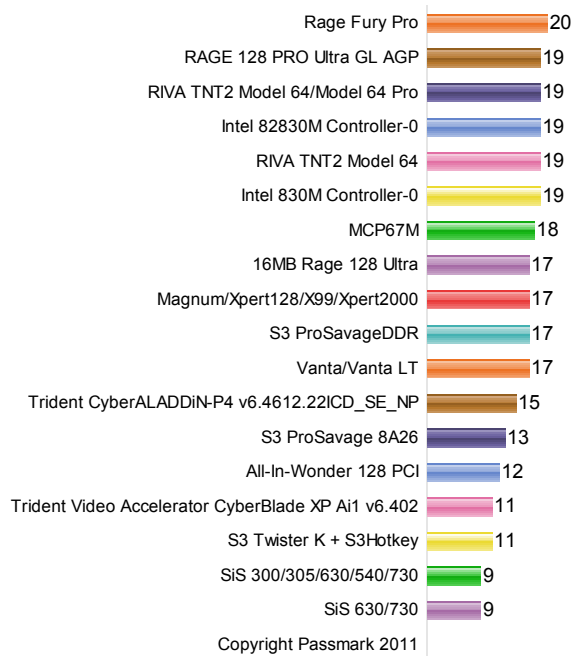 Rage Fury Pro 20
RAGE 128 PRO Ultra GL AGP 19
RIVA TNT2 Model 64/Model 64 Pro 19
Intel 82830M Controller-0 19
RIVA TNT2 Model 64 19
Intel 830M Controller-0 19
MCP67M 18
16MB Rage 128 Ultra 17
Magnum/Xpert128/X99/Xpert2000 17
S3 ProSavageDDR 17
Vanta/Vanta LT 17
Trident CyberALADDiN-P4 v6.4612.22ICD_SE_NP 15
S3 ProSavage 8A26 13
All-In-Wonder 128 PCI 12
Trident Video Accelerator CyberBlade XP Ai1 v6.402 11
S3 Twister K + S3Hotkey 11
SiS 300/305/630/540/730 9
SiS 630/730 9
Copyright Passmark 2011